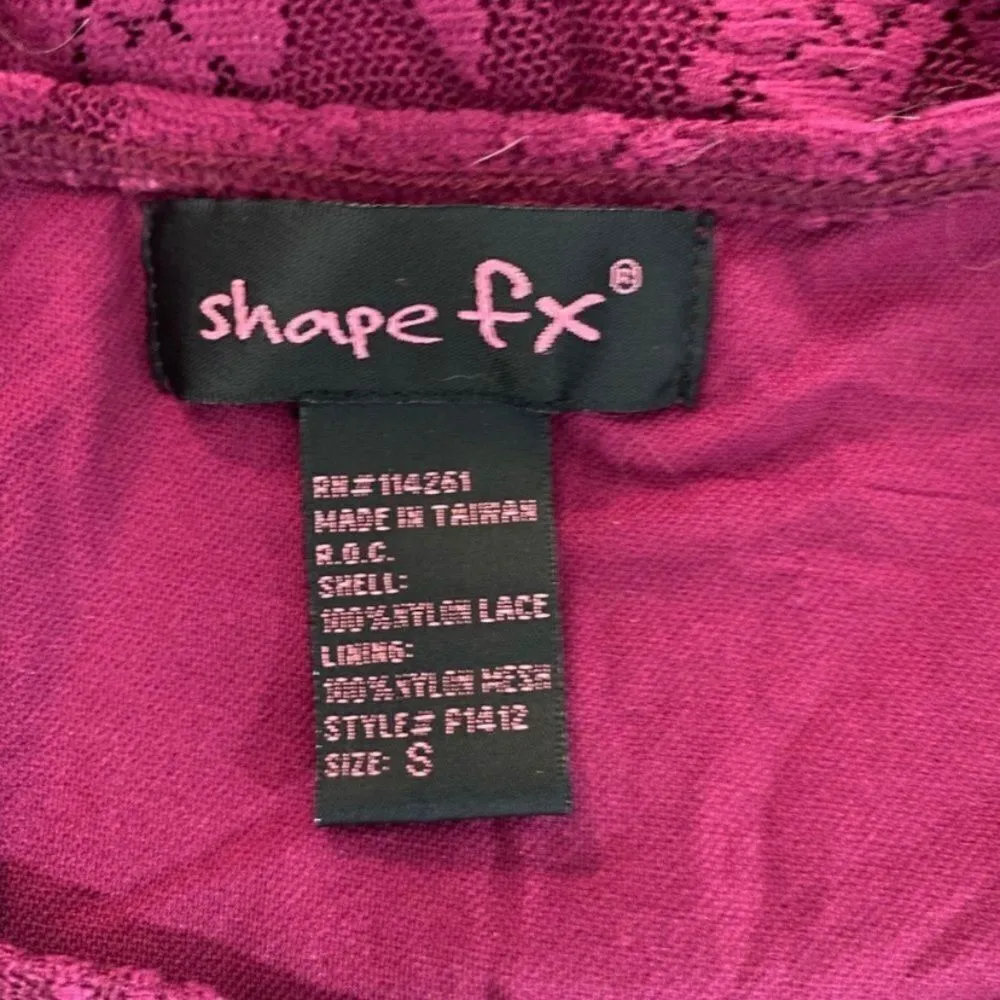 shape fx®
RN#114261
MADE IN TAIWAN
R.O.C.
SHELL:
100%NYLON LACE
LINING:
100%NYLON MESH
STYLE# P1412
SIZE: S